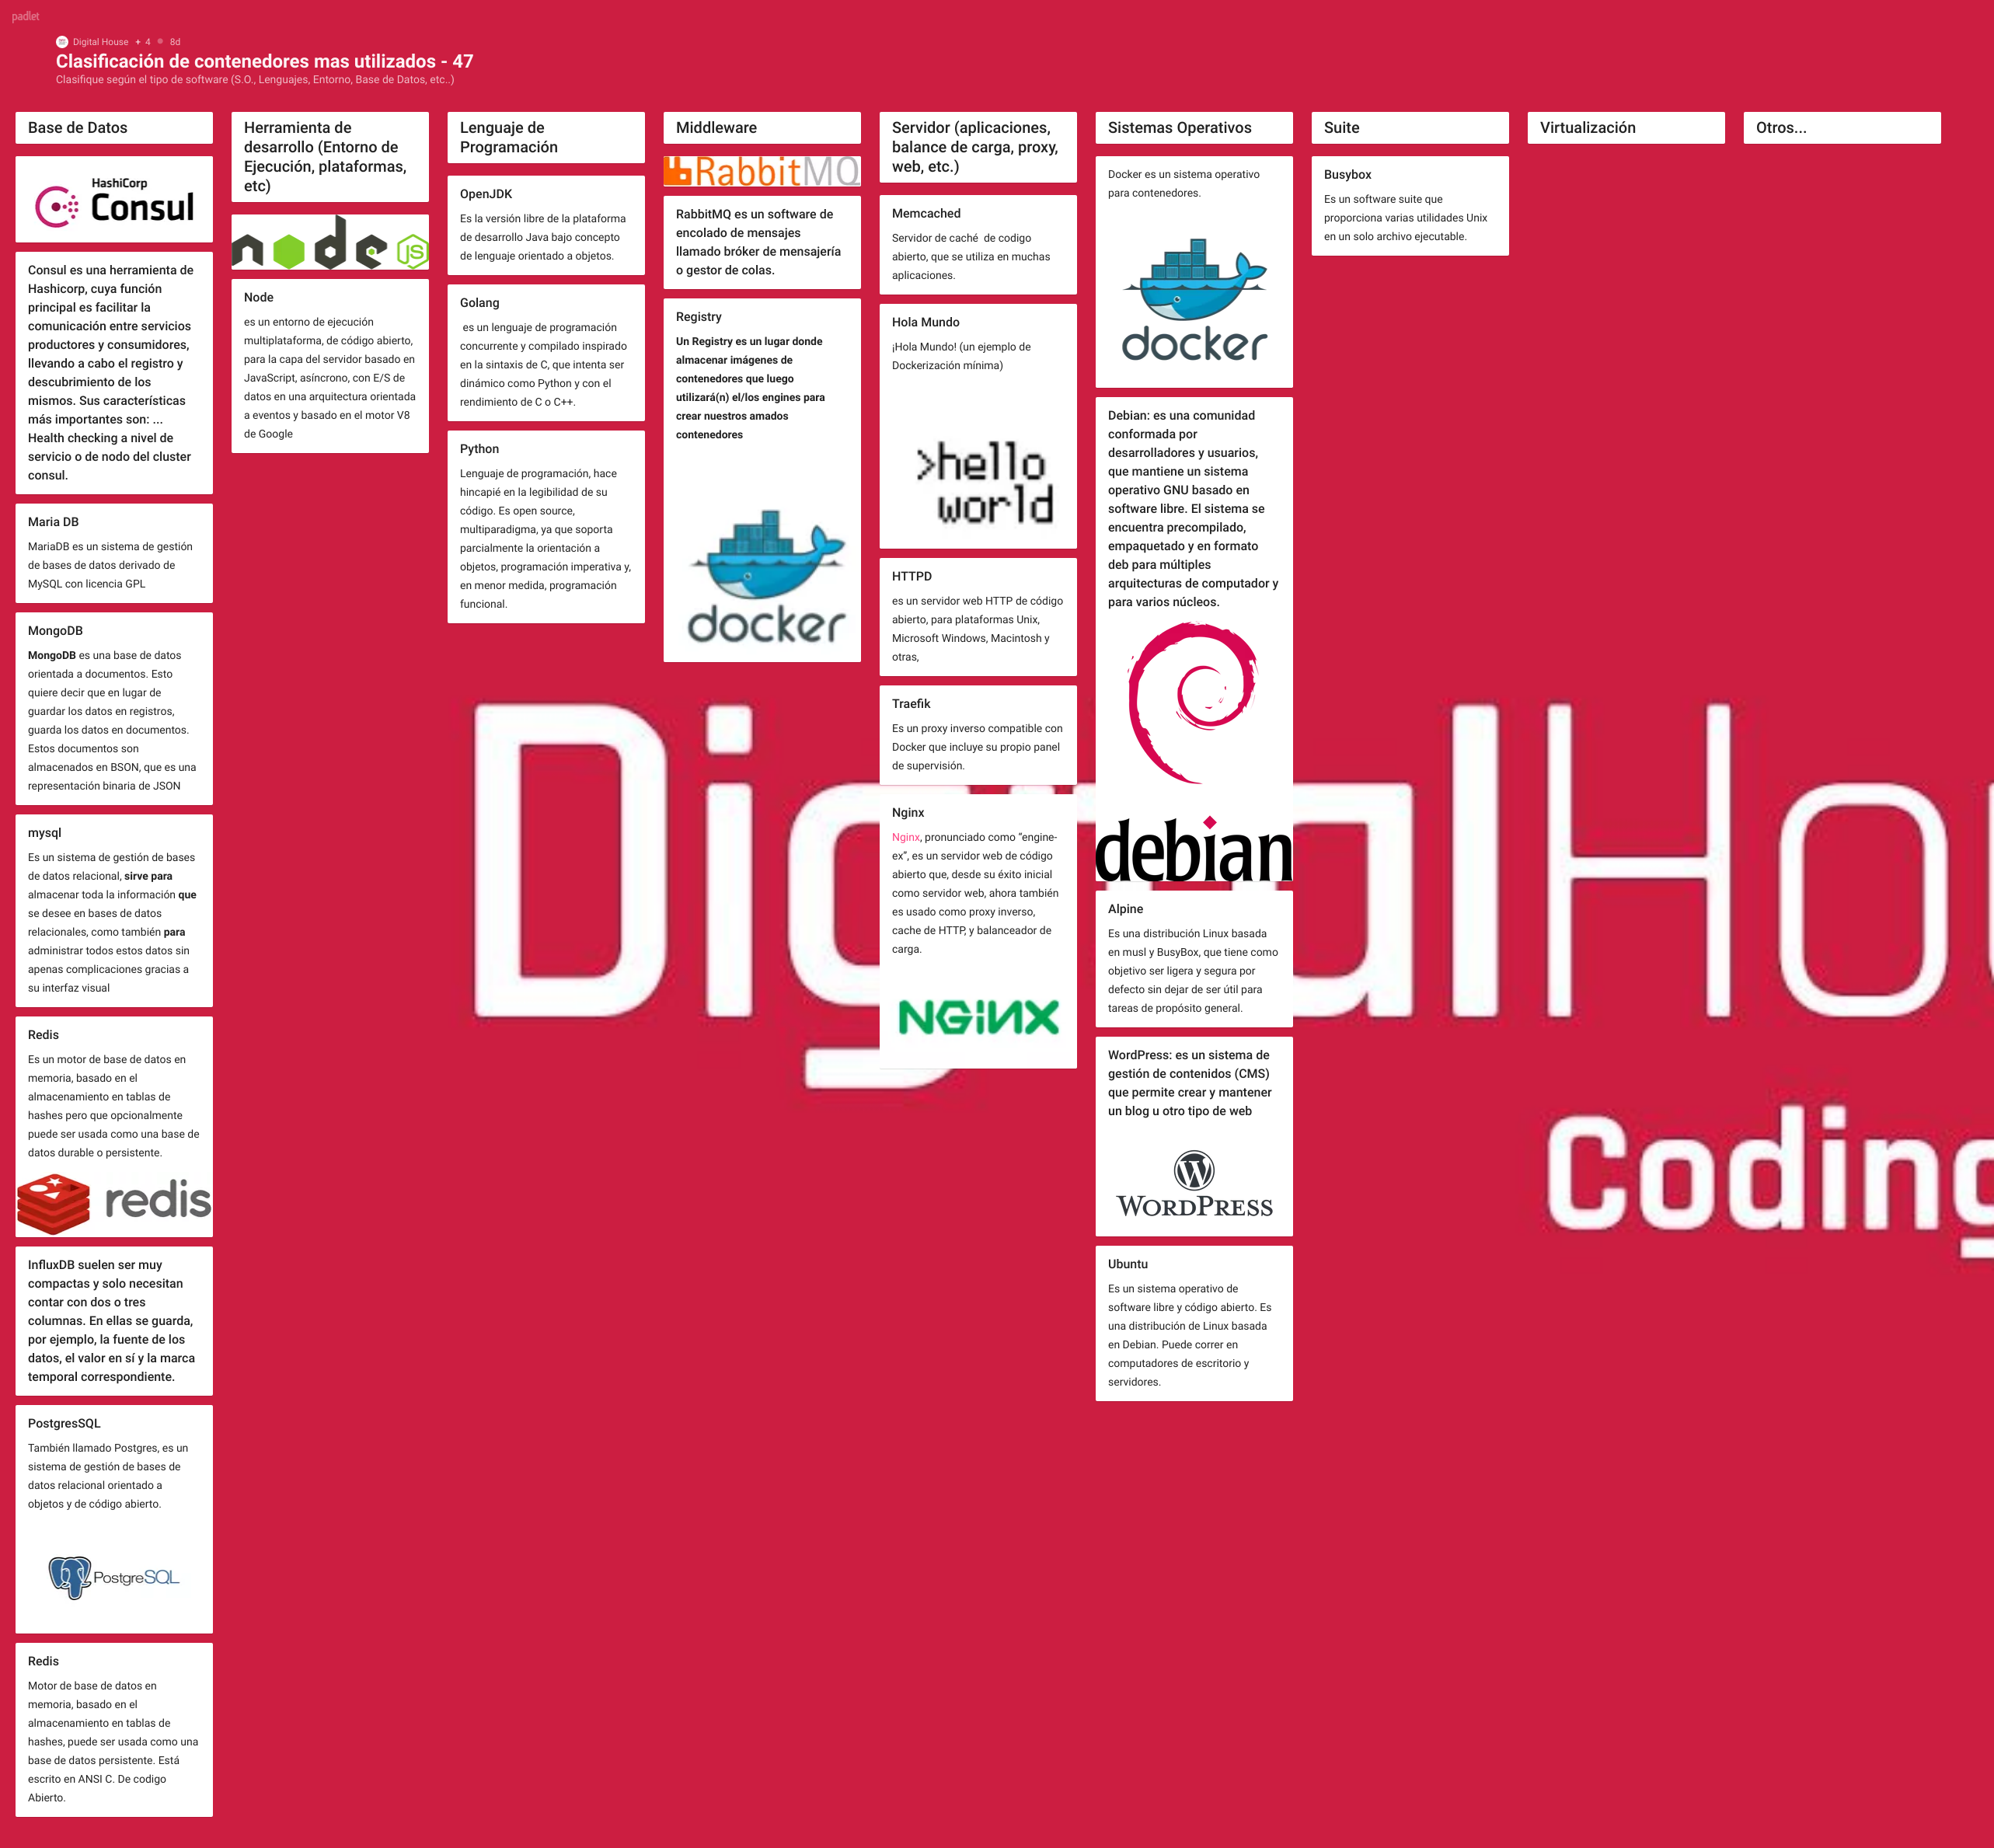 padlet
Digital House + 4 8d
Clasificación de contenedores mas utilizados - 47
Clasifique según el tipo de software (S.O., Lenguajes, Entorno, Base de Datos, etc..)
Base de Datos
HashiCorp
Consul
Consul es una herramienta de
Hashicorp, cuya función
principal es facilitar la
comunicación entre servicios
productores y consumidores,
llevando a cabo el registro y
descubrimiento de los
mismos. Sus características
más importantes son: ...
Health checking a nivel de
servicio o de nodo del cluster
consul.
Maria DB
MariaDB es un sistema de gestión
de bases de datos derivado de
MySQL con licencia GPL
MongoDB
MongoDB es una base de datos
orientada a documentos. Esto
quiere decir que en lugar de
guardar los datos en registros,
guarda los datos en documentos.
Estos documentos son
almacenados en BSON, que es una
representación binaria de JSON
mysql
Es un sistema de gestión de bases
de datos relacional, sirve para
almacenar toda la información que
se desee en bases de datos
relacionales, como también para
administrar todos estos datos sin
apenas complicaciones gracias a
su interfaz visual
Redis
Es un motor de base de datos en
memoria, basado en el
almacenamiento en tablas de
hashes pero que opcionalmente
puede ser usada como una base de
datos durable o persistente.
redis
InfluxDB suelen ser muy
compactas y solo necesitan
contar con dos o tres
columnas. En ellas se guarda,
por ejemplo, la fuente de los
datos, el valor en sí y la marca
temporal correspondiente.
PostgresSQL
También llamado Postgres, es un
sistema de gestión de bases de
datos relacional orientado a
objetos y de código abierto.
PostgreSQL
Redis
Motor de base de datos en
memoria, basado en el
almacenamiento en tablas de
hashes, puede ser usada como una
base de datos persistente. Está
escrito en ANSI C. De codigo
Abierto.
Herramienta de
desarrollo (Entorno de
Ejecución, plataformas,
etc)
node JS
Node
es un entorno de ejecución
multiplataforma, de código abierto,
para la capa del servidor basado en
JavaScript, asíncrono, con E/S de
datos en una arquitectura orientada
a eventos y basado en el motor V8
de Google
Lenguaje de
Programación
OpenJDK
Es la versión libre de la plataforma
de desarrollo Java bajo concepto
de lenguaje orientado a objetos.
Golang
es un lenguaje de programación
concurrente y compilado inspirado
en la sintaxis de C, que intenta ser
dinámico como Python y con el
rendimiento de C o C++.
Python
Lenguaje de programación, hace
hincapié en la legibilidad de su
código. Es open source,
multiparadigma, ya que soporta
parcialmente la orientación a
objetos, programación imperativa y,
en menor medida, programación
funcional.
Middleware
RabbitMQ
RabbitMQ es un software de
encolado de mensajes
llamado bróker de mensajería
o gestor de colas.
Registry
Un Registry es un lugar donde
almacenar imágenes de
contenedores que luego
utilizará(n) el/los engines para
crear nuestros amados
contenedores
docker
Servidor (aplicaciones,
balance de carga, proxy,
web, etc.)
Memcached
Servidor de caché de codigo
abierto, que se utiliza en muchas
aplicaciones.
Hola Mundo
¡Hola Mundo! (un ejemplo de
Dockerización mínima)
>hello
world
HTTPD
es un servidor web HTTP de código
abierto, para plataformas Unix,
Microsoft Windows, Macintosh y
otras,
Traefik
Es un proxy inverso compatible con
Docker que incluye su propio panel
de supervisión.
Nginx
Nginx, pronunciado como “engine-
ex”, es un servidor web de código
abierto que, desde su éxito inicial
como servidor web, ahora también
es usado como proxy inverso,
cache de HTTP, y balanceador de
carga.
NGINX
Sistemas Operativos
Docker es un sistema operativo
para contenedores.
docker
Debian: es una comunidad
conformada por
desarrolladores y usuarios,
que mantiene un sistema
operativo GNU basado en
software libre. El sistema se
encuentra precompilado,
empaquetado y en formato
deb para múltiples
arquitecturas de computador y
para varios núcleos.
debian
Alpine
Es una distribución Linux basada
en musl y BusyBox, que tiene como
objetivo ser ligera y segura por
defecto sin dejar de ser útil para
tareas de propósito general.
WordPress: es un sistema de
gestión de contenidos (CMS)
que permite crear y mantener
un blog u otro tipo de web
WORDPRESS
Ubuntu
Es un sistema operativo de
software libre y código abierto. Es
una distribución de Linux basada
en Debian. Puede correr en
computadores de escritorio y
servidores.
Suite
Busybox
Es un software suite que
proporciona varias utilidades Unix
en un solo archivo ejecutable.
Virtualización
Otros...
Coding